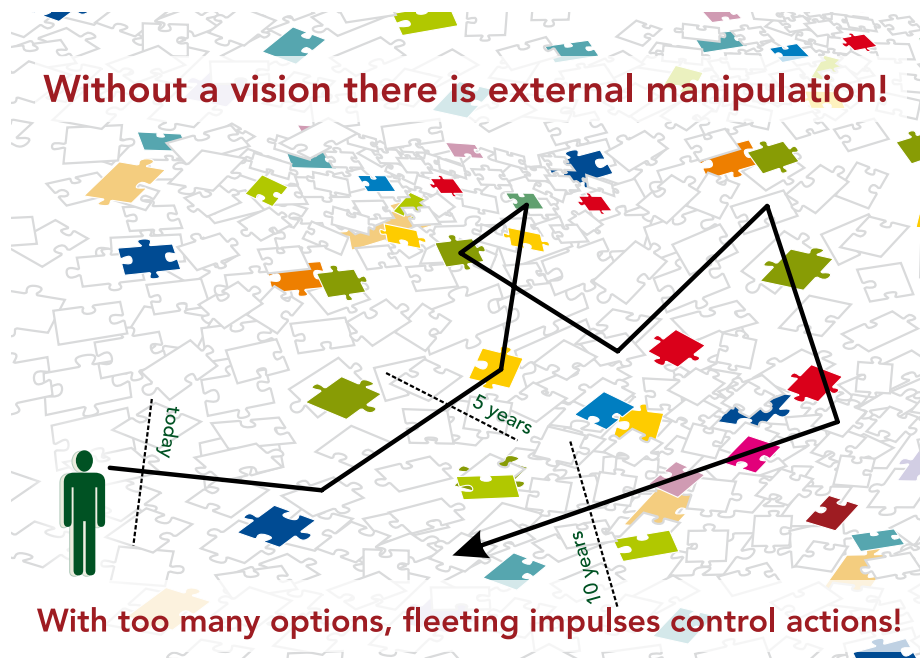 Without a vision there is external manipulation!
today
5 years
10 years
With too many options, fleeting impulses control actions!